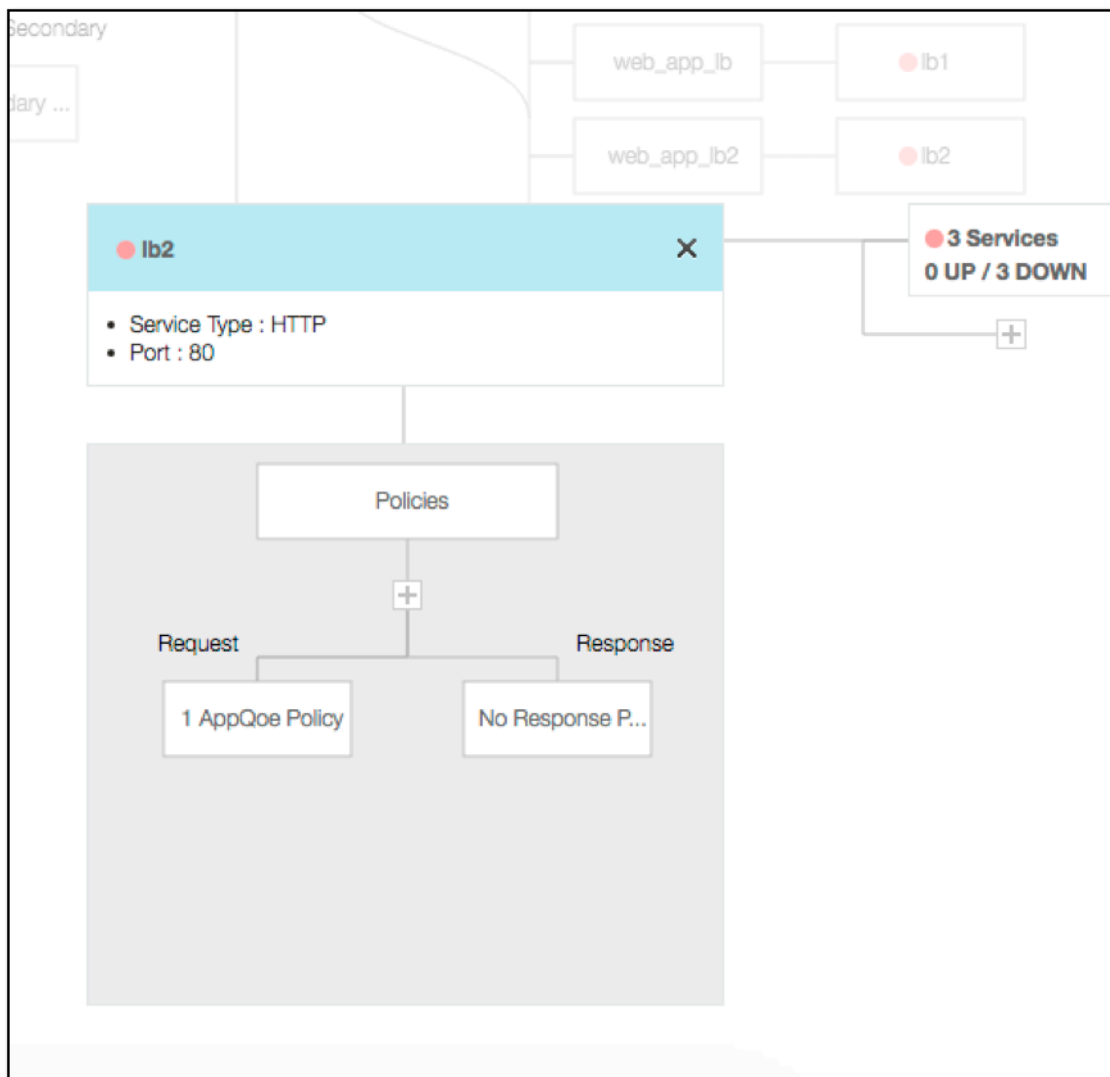 Secondary
dary ...
web_app_lb
lb1
web_app_lb2
lb2
lb2
3 Services
0 UP / 3 DOWN
• Service Type : HTTP
• Port : 80
Policies
Request
Response
1 AppQoe Policy
No Response P...